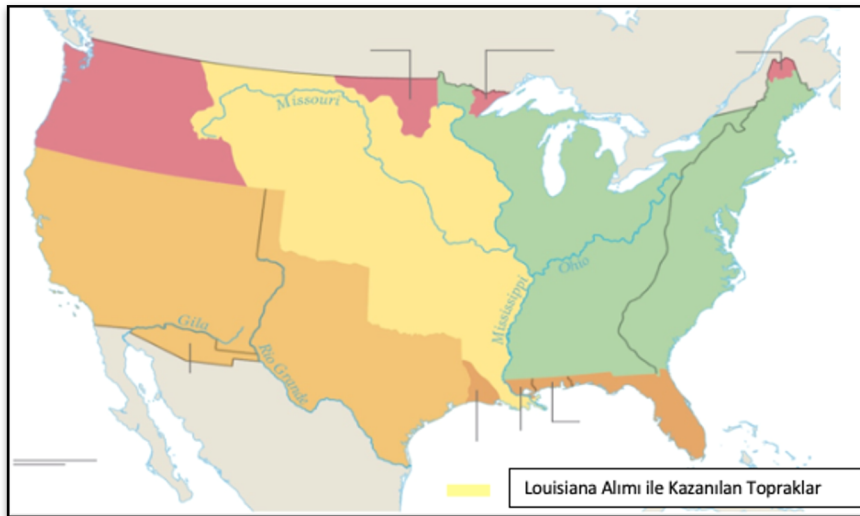 Missouri
Ohio
Mississippi
Gila
Rio Grande
Louisiana Alımı ile Kazanılan Topraklar